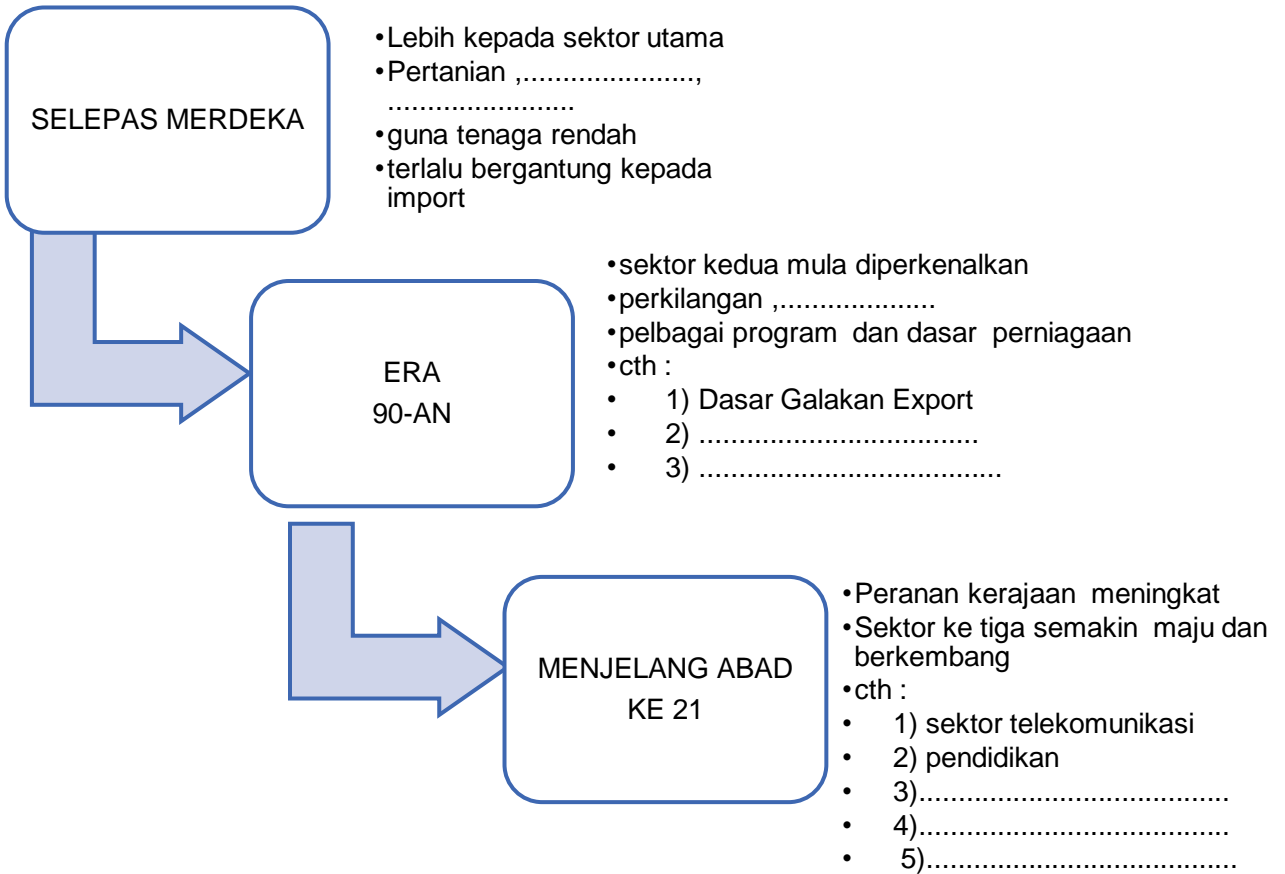 SELEPAS MERDEKA
•Lebih kepada sektor utama
•Pertanian ,......................,
........................
•guna tenaga rendah
•terlalu bergantung kepada
import
ERA
90-AN
•sektor kedua mula diperkenalkan
•perkilangan ,....................
•pelbagai program dan dasar perniagaan
•cth :
• 1) Dasar Galakan Export
• 2) ...................................
• 3) ......................................
MENJELANG ABAD
KE 21
•Peranan kerajaan meningkat
•Sektor ke tiga semakin maju dan
berkembang
•cth :
• 1) sektor telekomunikasi
• 2) pendidikan
• 3).......................................
• 4).......................................
• 5).......................................